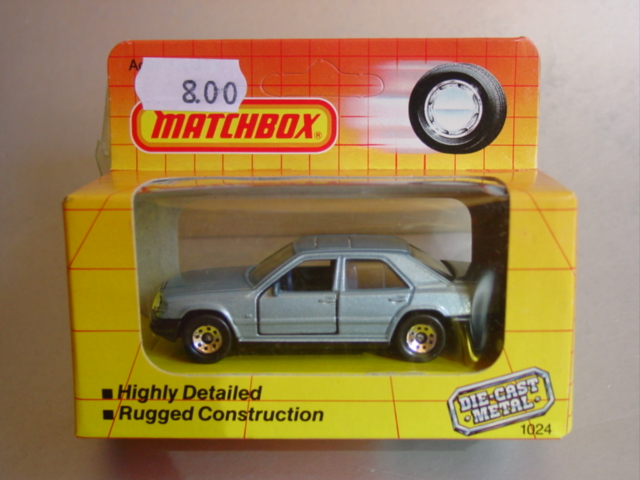 8.00
MATCHBOX®
Highly Detailed
Rugged Construction
DIE-CAST
METAL
1024